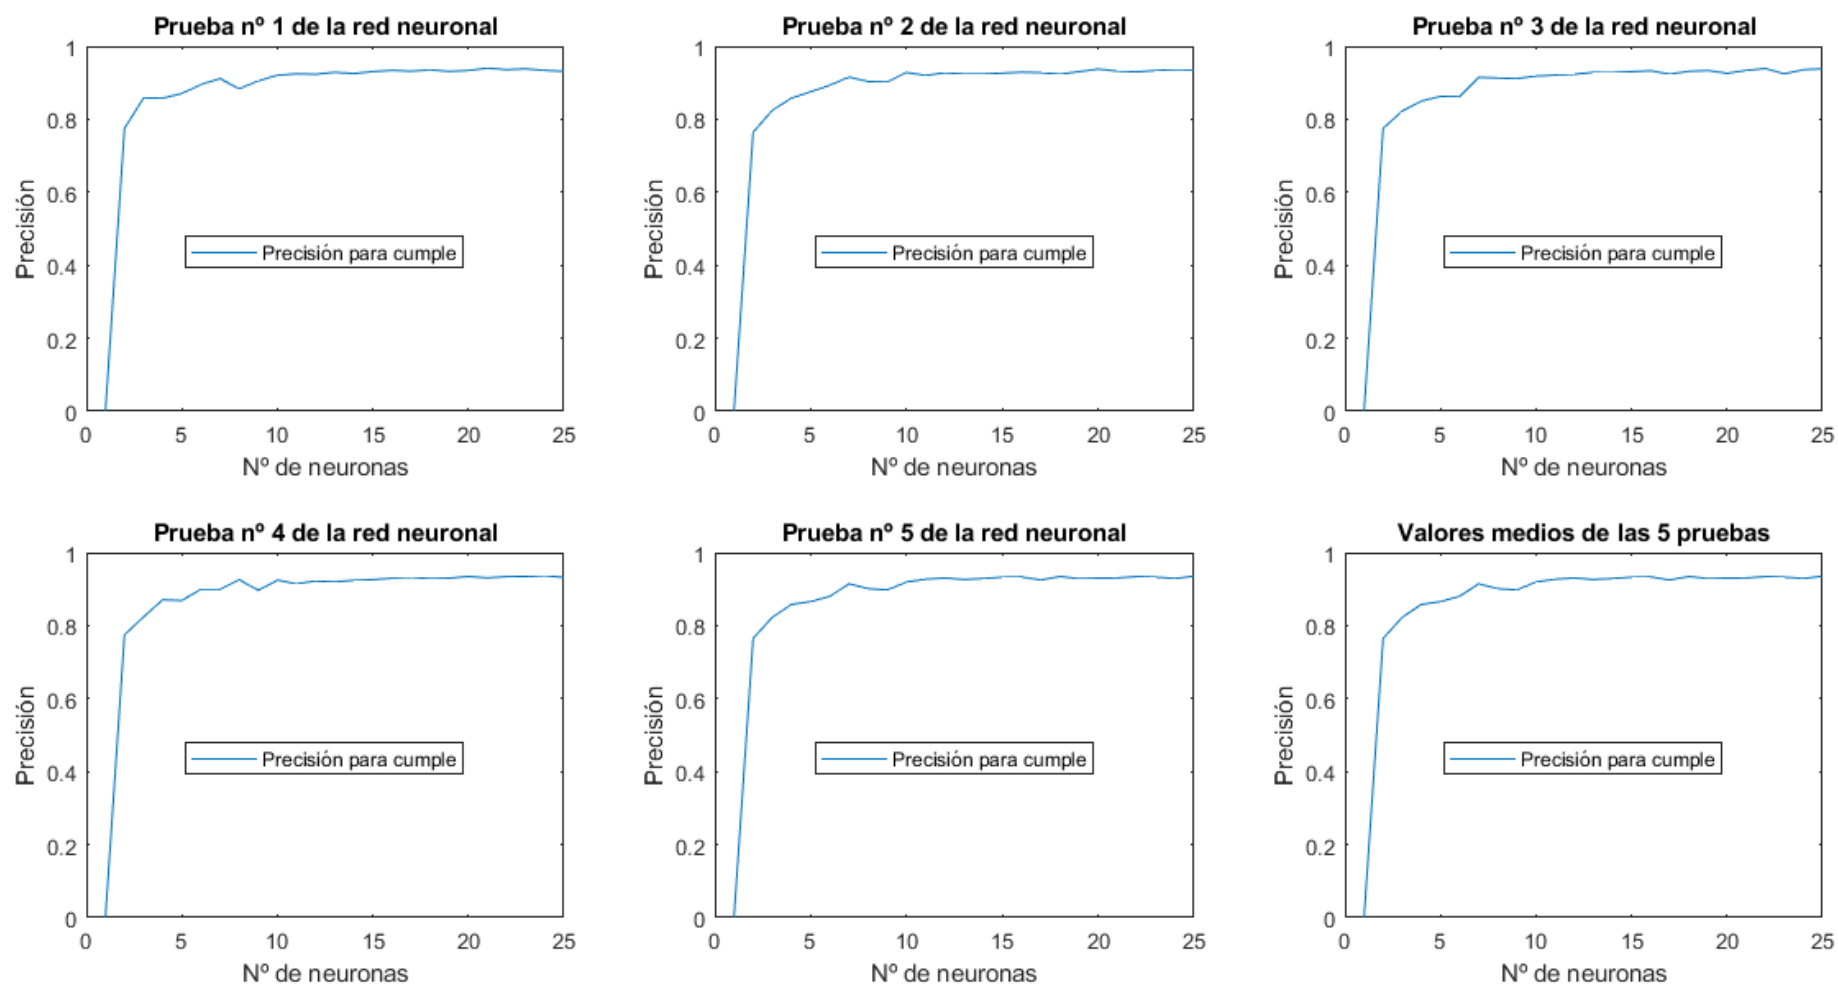 Prueba nº 1 de la red neuronal
1
0.8
0.6
0.4
0.2
0
Precisión
Precisión para cumple
0 5 10 15 20 25
Nº de neuronas
Prueba nº 2 de la red neuronal
1
0.8
0.6
0.4
0.2
0
Precisión
Precisión para cumple
0 5 10 15 20 25
Nº de neuronas
Prueba nº 3 de la red neuronal
1
0.8
0.6
0.4
0.2
0
Precisión
Precisión para cumple
0 5 10 15 20 25
Nº de neuronas
Prueba nº 4 de la red neuronal
1
0.8
0.6
0.4
0.2
0
Precisión
Precisión para cumple
0 5 10 15 20 25
Nº de neuronas
Prueba nº 5 de la red neuronal
1
0.8
0.6
0.4
0.2
0
Precisión
Precisión para cumple
0 5 10 15 20 25
Nº de neuronas
Valores medios de las 5 pruebas
1
0.8
0.6
0.4
0.2
0
Precisión
Precisión para cumple
0 5 10 15 20 25
Nº de neuronas